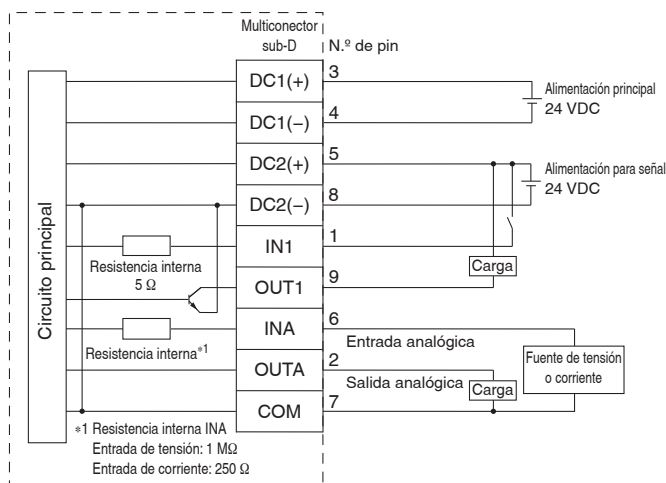 Multiconector
sub-D
N.º de pin
DC1(+)
3
Alimentación principal
24 VDC
DC1(−)
4
DC2(+)
5
Alimentación para señal
24 VDC
DC2(−)
8
IN1
1
Resistencia interna
5 Ω
Carga
OUT1
9
Circuito principal
INA
6
Entrada analógica
Resistencia interna*1
Fuente de tensión
o corriente
OUTA
2
Salida analógica
Carga
COM
7
*1 Resistencia interna INA
Entrada de tensión: 1 MΩ
Entrada de corriente: 250 Ω